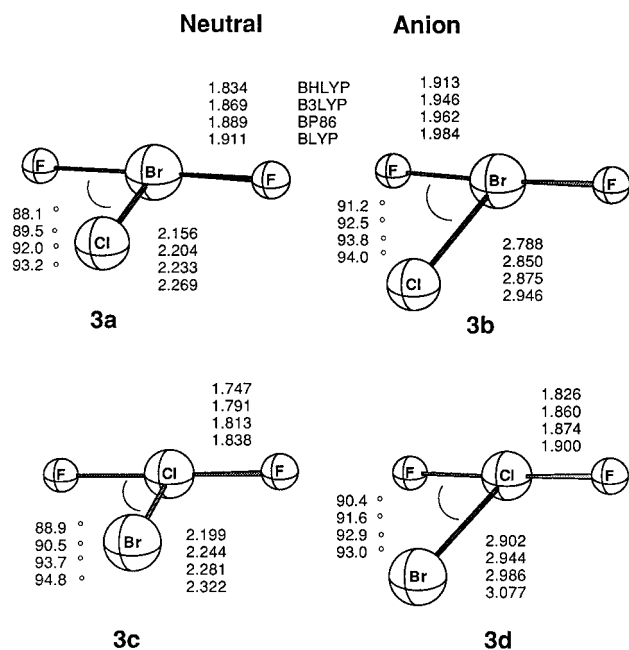 Neutral Anion
1.834 BHLYP 1.913
1.869 B3LYP 1.946
1.889 BP86 1.962
1.911 BLYP 1.984
F Br F
Cl
88.1 °
89.5 °
92.0 °
93.2 °
2.156
2.204
2.233
2.269
3a
F Br F
Cl
91.2 °
92.5 °
93.8 °
94.0 °
2.788
2.850
2.875
2.946
3b
1.747
1.791
1.813
1.838
F Cl F
Br
88.9 °
90.5 °
93.7 °
94.8 °
2.199
2.244
2.281
2.322
3c
1.826
1.860
1.874
1.900
F Cl F
Br
90.4 °
91.6 °
92.9 °
93.0 °
2.902
2.944
2.986
3.077
3d